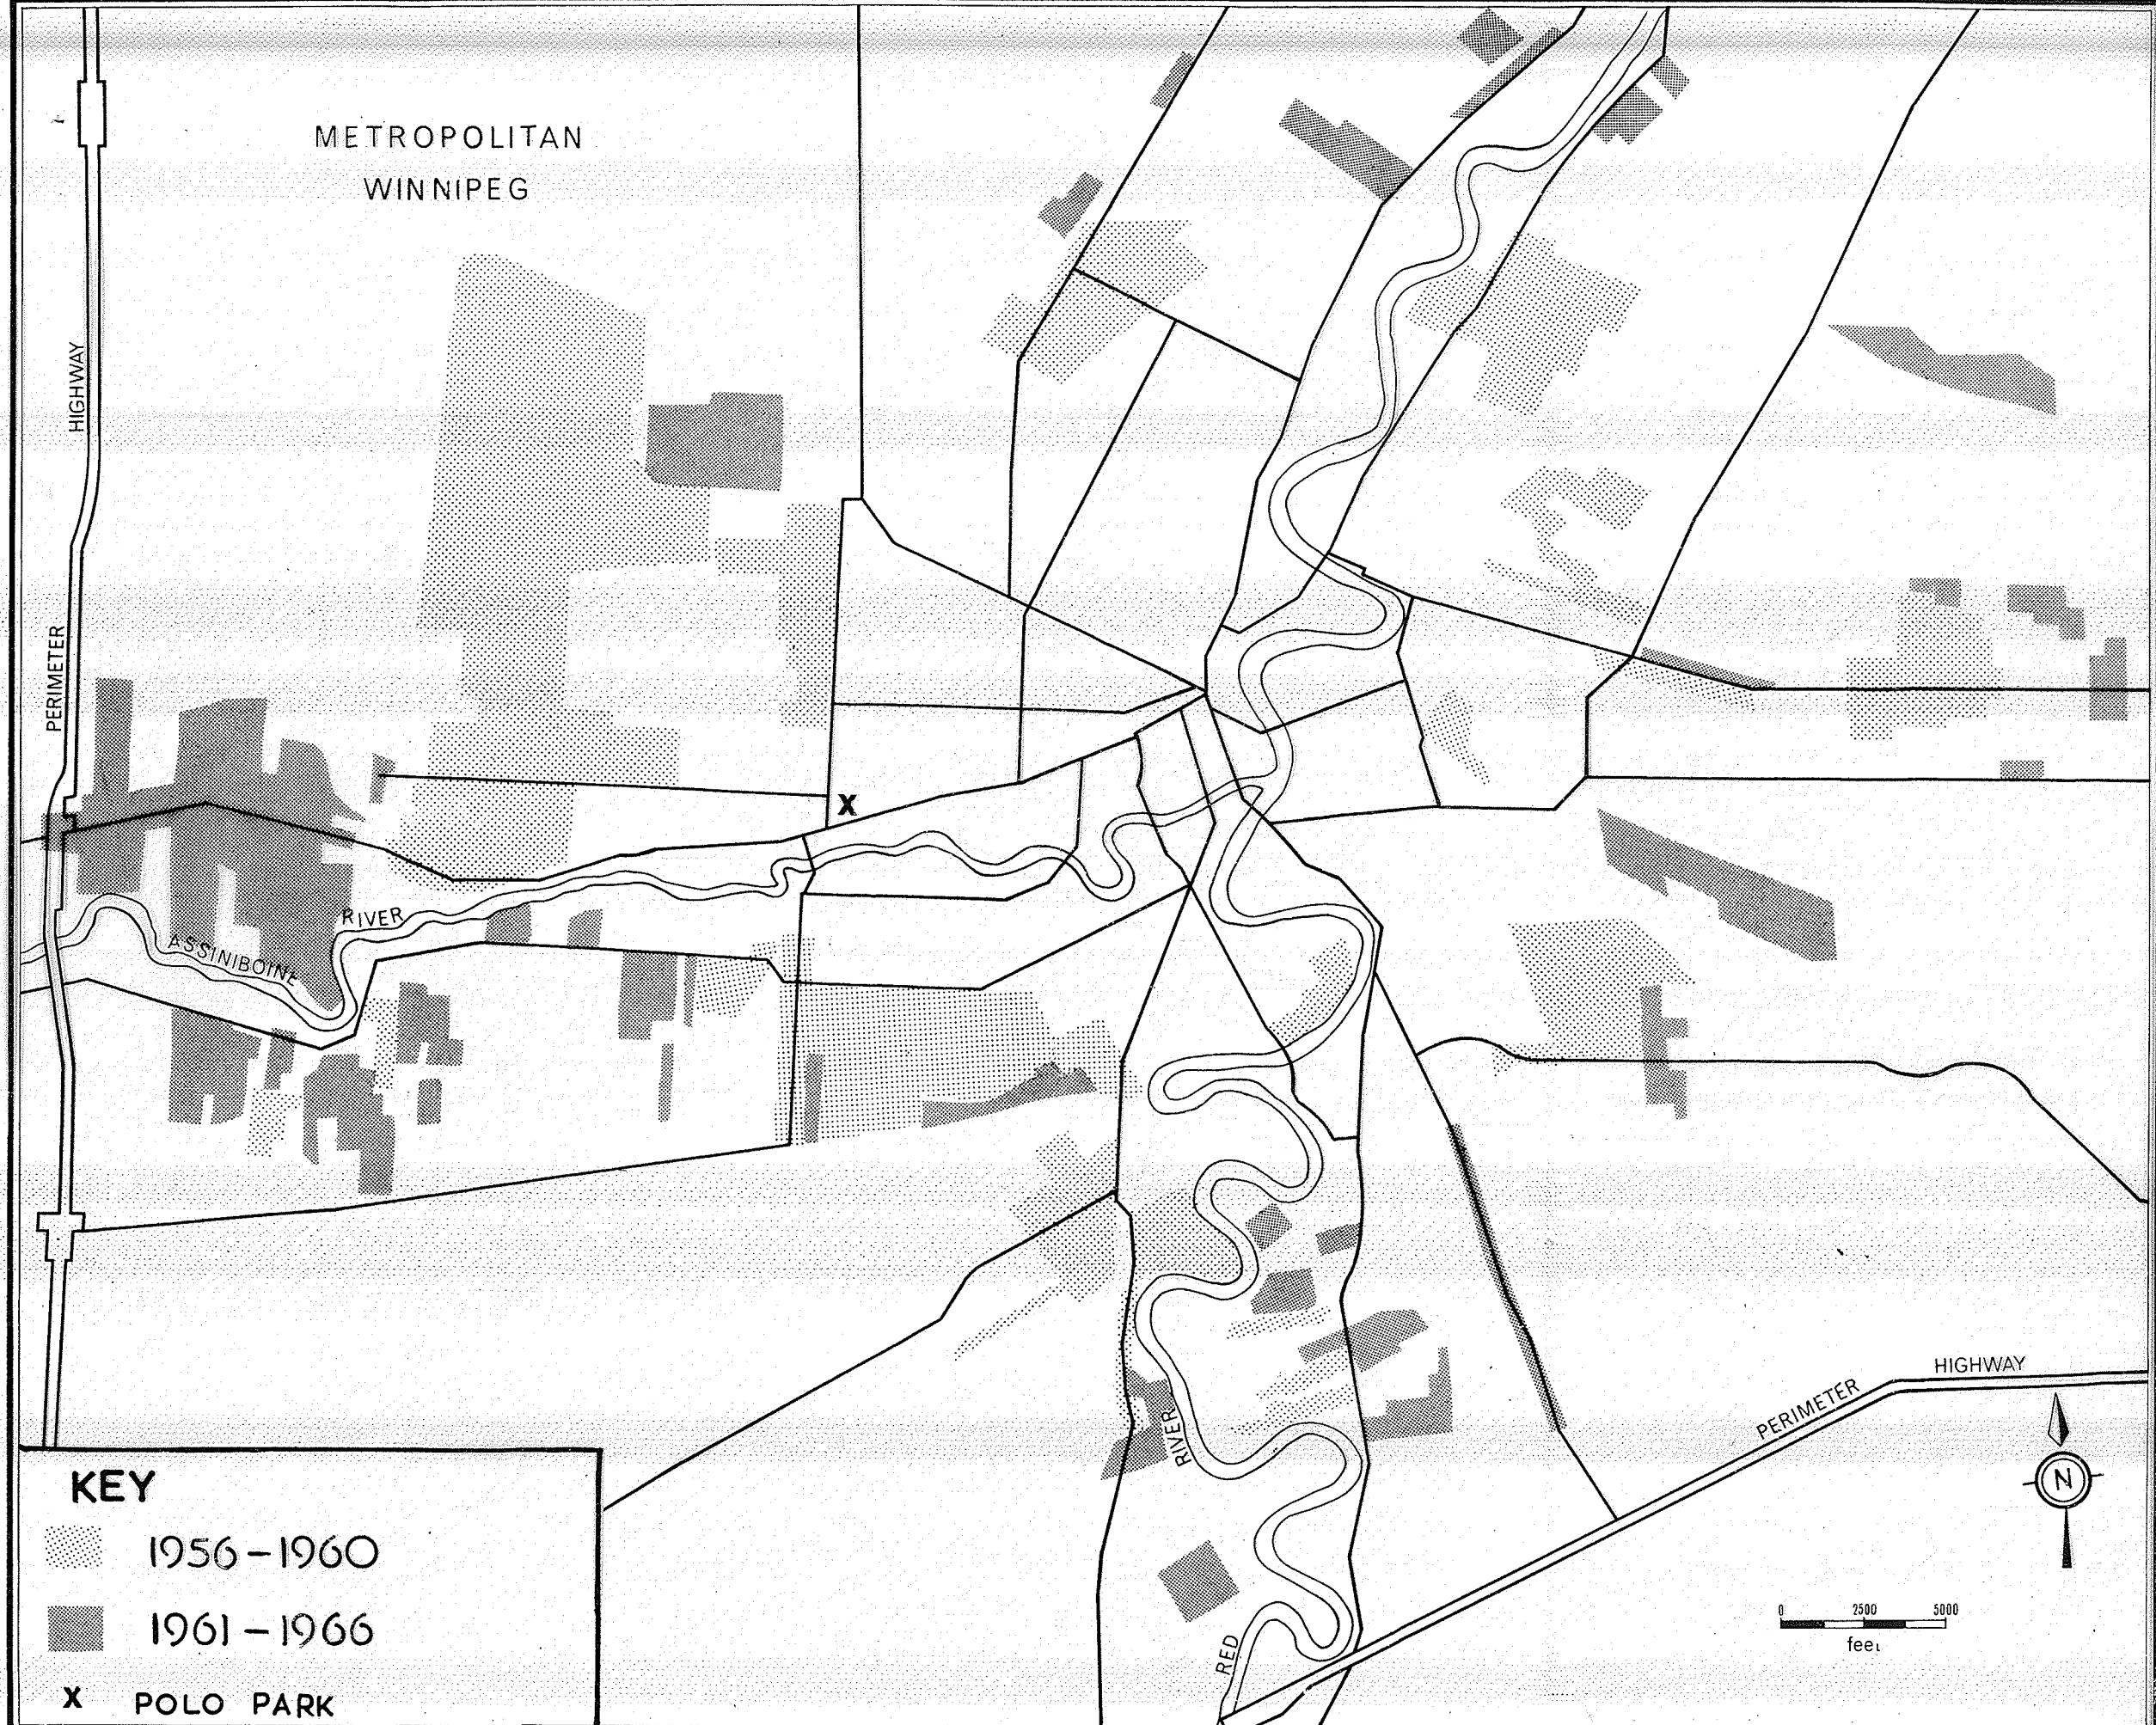 METROPOLITAN
WINNIPEG
HIGHWAY
PERIMETER
X
RIVER
ASSINIBOINE
RIVER
RED
PERIMETER
HIGHWAY
N
0 2500 5000
feet
KEY
1956-1960
1961-1966
X POLO PARK